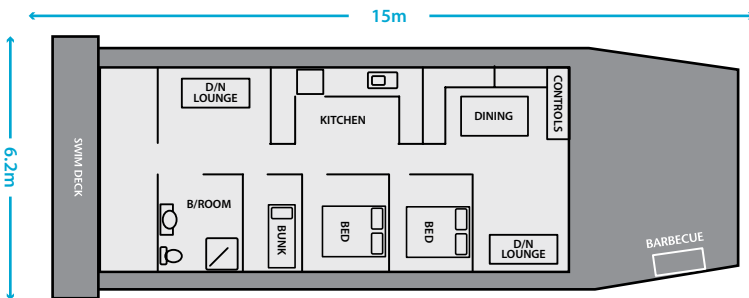 15m
6.2m
SWIM DECK
D/N
LOUNGE
KITCHEN
DINING
CONTROLS
B/ROOM
BUNK
BED
BED
D/N
LOUNGE
BARBECUE